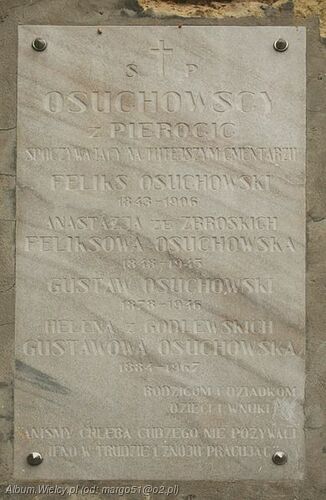 Ś P
OSUCHOWSCY
Z PIEROCIC
SPOCZYWAJĄCY NA TUTEJSZYM CMENTARZU
FELIKS OSUCHOWSKI
1843-1906
ANASTAZJA ZE ZBROSKICH
FELIKSOWA OSUCHOWSKA
1848-1945
GUSTAW OSUCHOWSKI
1878-1946
HELENA Z GODLEWSKICH
GUSTAWOWA OSUCHOWSKA
1884-1967
RODZICOM I DZIADKOM
DZIECI I WNUKI
ANIŚMY CHLEBA CUDZEGO NIE POŻYWALI
JENO W TRUDZIE I ZNOJU PRACUJĄC
Album.Wielcy.pl (od: margo51@o2.pl)